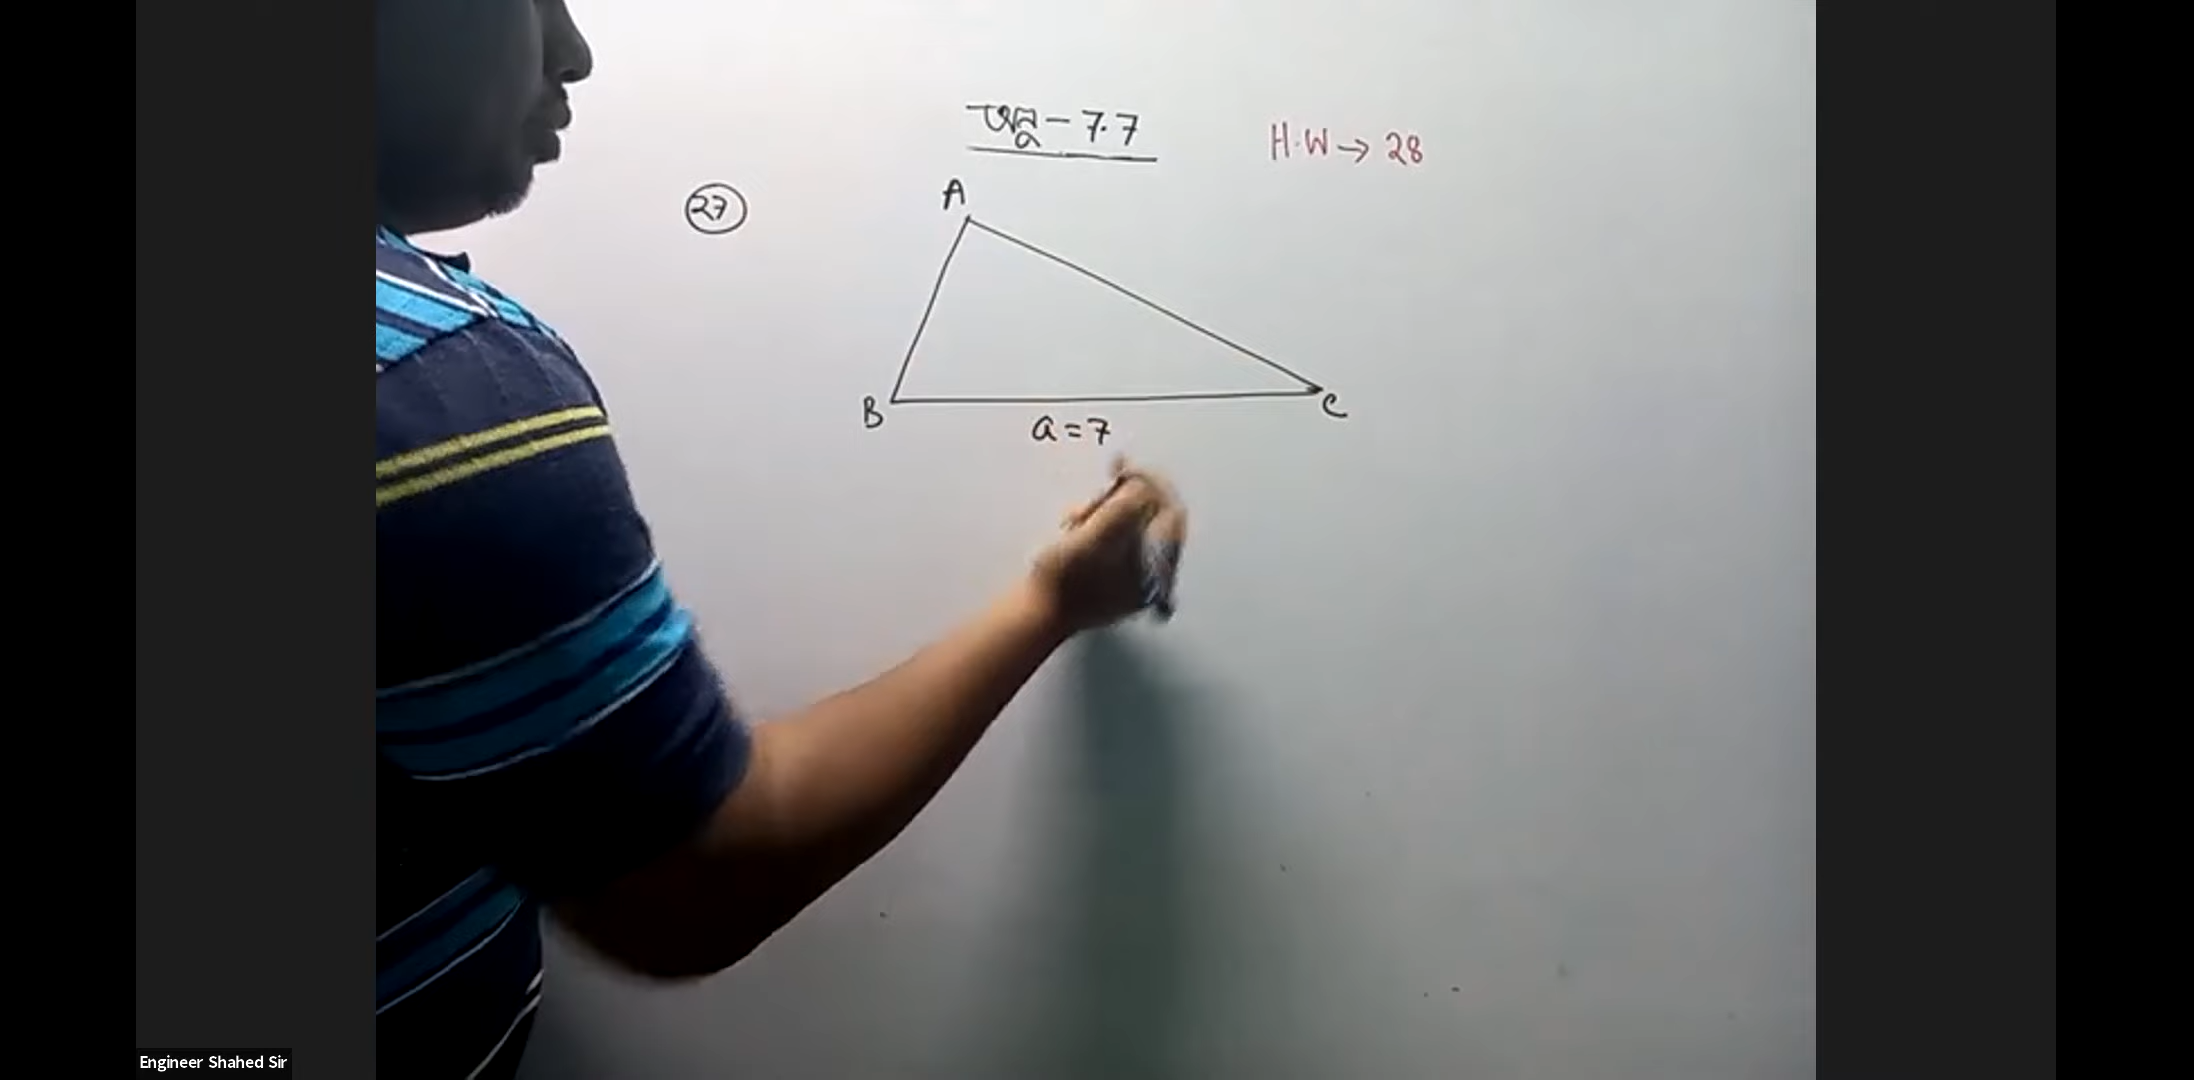 অনু - 7.7
H.W → 28
27
A
B
C
a = 7
Engineer Shahed Sir